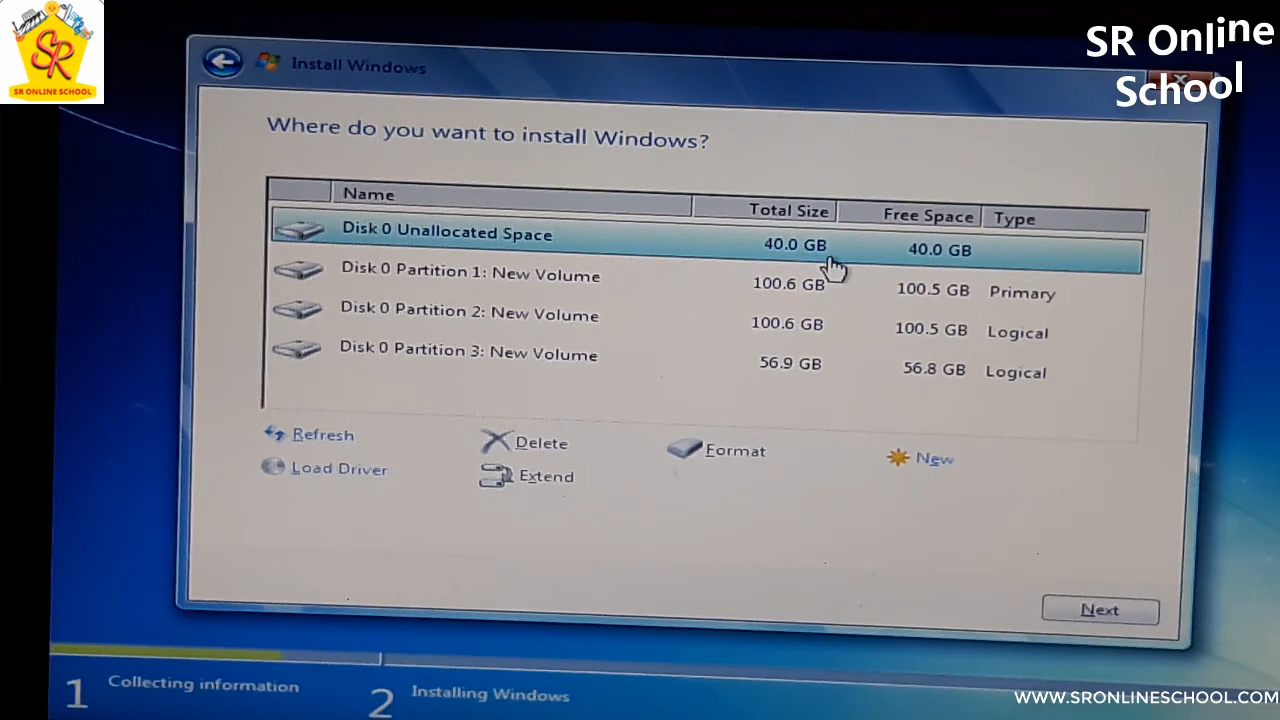 SR
SR ONLINE SCHOOL
SR Online
School
Install Windows
Where do you want to install Windows?
Name Total Size Free Space Type
Disk 0 Unallocated Space 40.0 GB 40.0 GB
Disk 0 Partition 1: New Volume 100.6 GB 100.5 GB Primary
Disk 0 Partition 2: New Volume 100.6 GB 100.5 GB Logical
Disk 0 Partition 3: New Volume 56.9 GB 56.8 GB Logical
Refresh Delete Format New
Load Driver Extend
Next
1 Collecting information 2 Installing Windows
WWW.SRONLINESCHOOL.COM